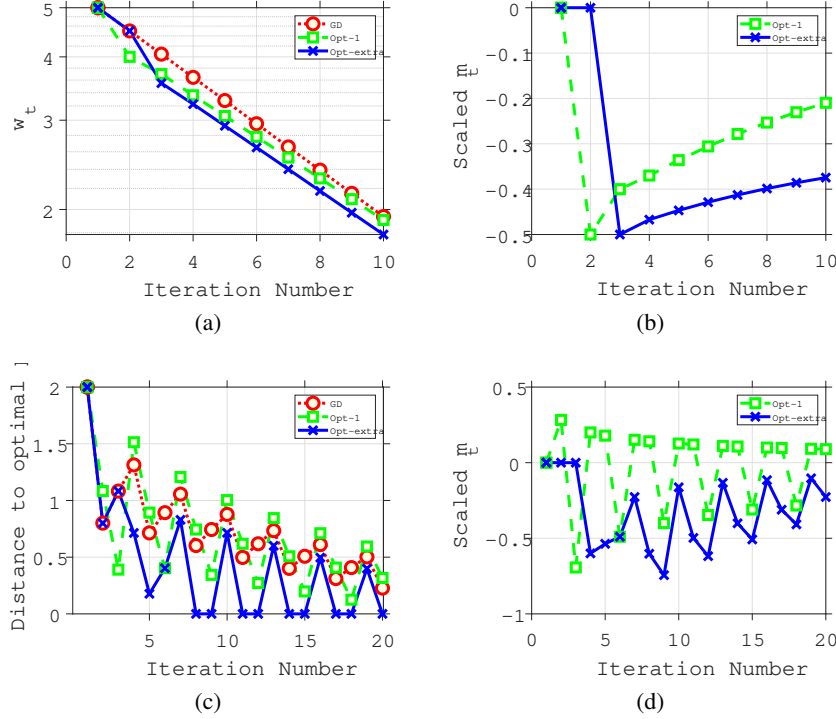 5
4
3
2
w_t
0 2 4 6 8 10
Iteration Number
GD
Opt-1
Opt-extra
(a)
0
-0.1
-0.2
-0.3
-0.4
-0.5
Scaled m_t
0 2 4 6 8 10
Iteration Number
Opt-1
Opt-extra
(b)
2
1.5
1
0.5
0
Distance to optimal ]
5 10 15 20
Iteration Number
GD
Opt-1
Opt-extra
(c)
0.5
0
-0.5
-1
Scaled m_t
0 5 10 15 20
Iteration Number
Opt-1
Opt-extra
(d)